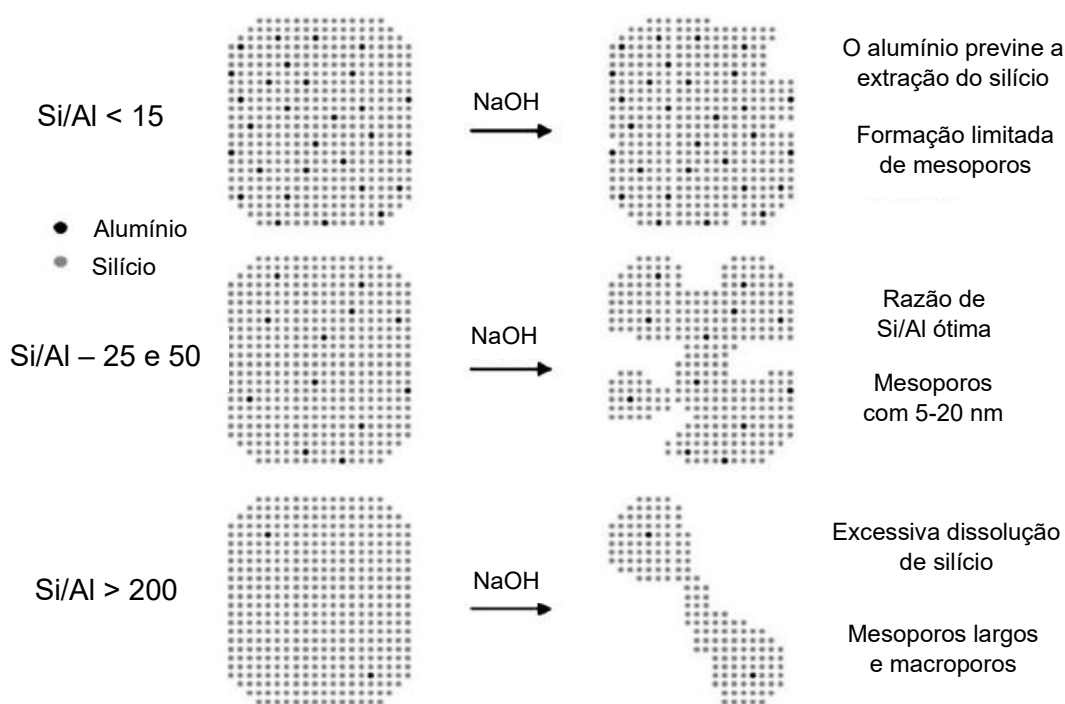 Si/Al < 15
NaOH
O alumínio previne a
extração do silício
Formação limitada
de mesoporos
Alumínio
Silício
Si/Al – 25 e 50
NaOH
Razão de
Si/Al ótima
Mesoporos
com 5-20 nm
Si/Al > 200
NaOH
Excessiva dissolução
de silício
Mesoporos largos
e macroporos